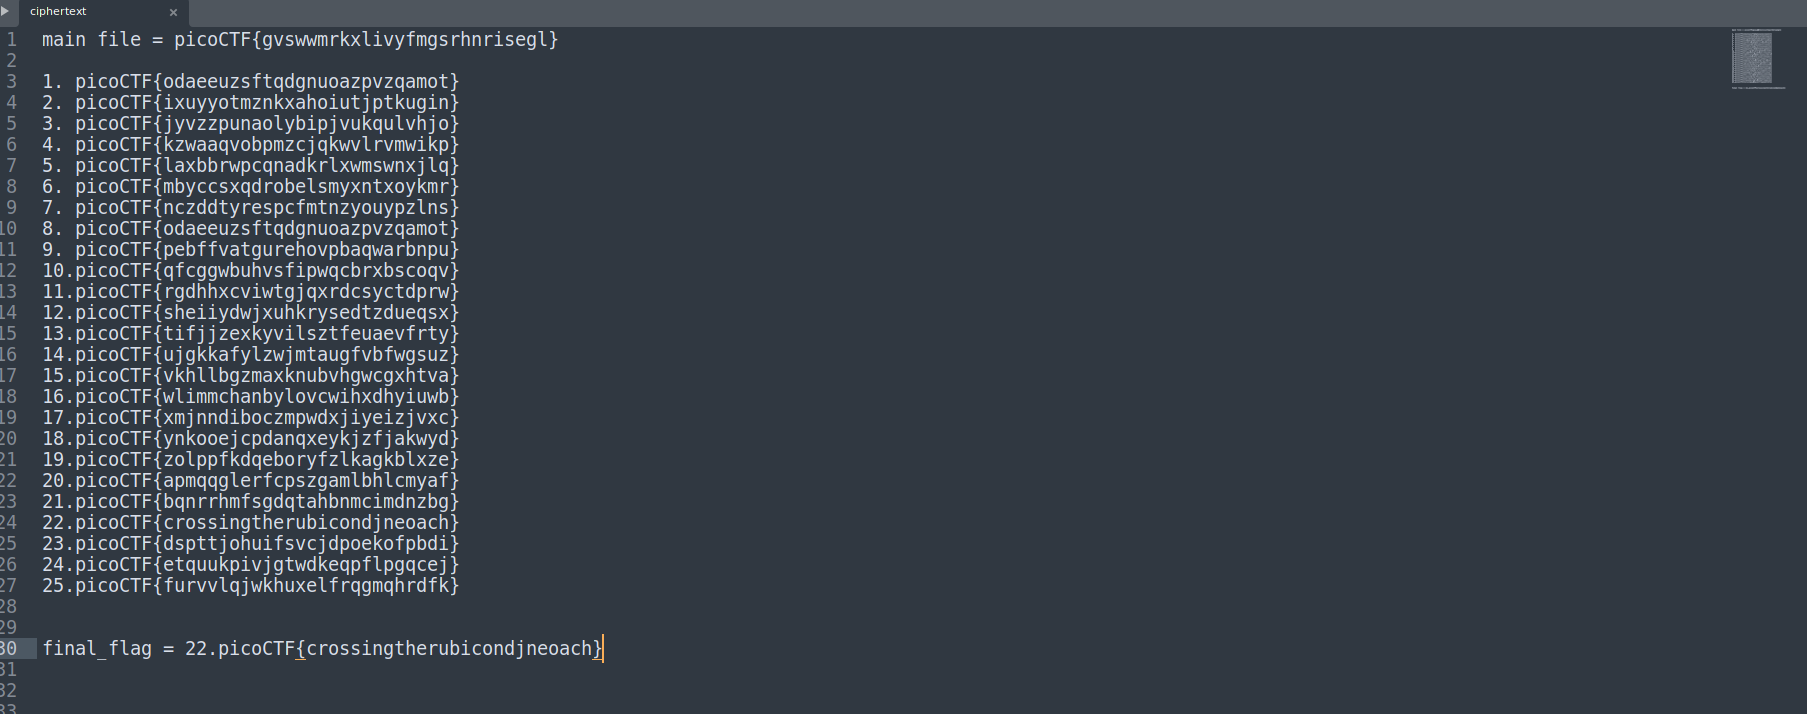 ciphertext ×
1 main file = picoCTF{gvswwmrkxlivyfmgsrhnrisegl}
2
3 1. picoCTF{odaeeuzsftqdgnuoazpvzqamot}
4 2. picoCTF{ixuyyotmznkxahoiutjptkugin}
5 3. picoCTF{jyvzzpunaolybipjvukqulvhjo}
6 4. picoCTF{kzwaaqvobpmzcjqkwvlrvmwikp}
7 5. picoCTF{laxbbrwpcqnadkrlxwmswnxjlq}
8 6. picoCTF{mbyccsxqdrobelsmyxntxoykmr}
9 7. picoCTF{nczddtyrespcfmtnzyouypzlns}
10 8. picoCTF{odaeeuzsftqdgnuoazpvzqamot}
11 9. picoCTF{pebffvatgurehovpbaqwarbnpu}
12 10.picoCTF{qfcggwbuhvsfipwqcbrxbscoqv}
13 11.picoCTF{rgdhhxcviwtgjqxrdcsyctdprw}
14 12.picoCTF{sheiiydwjxuhkrysedtzdueqsx}
15 13.picoCTF{tifjjzexkyvilsztfeuaevfrty}
16 14.picoCTF{ujgkkafylzwjmtaugfvbfwgsuz}
17 15.picoCTF{vkhllbgzmaxknubvhgwcgxhtva}
18 16.picoCTF{wlimmchanbylovcwihxdhyiuwb}
19 17.picoCTF{xmjnndiboczmpwdxjiyeizjvxc}
20 18.picoCTF{ynkooejcpdanqxeykjzfjakwyd}
21 19.picoCTF{zolppfkdqeboryfzlkagkblxze}
22 20.picoCTF{apmqqglerfcpszgamlbhlcmyaf}
23 21.picoCTF{bqnrrhmfsgdqtahbnmcimdnzbg}
24 22.picoCTF{crossingtherubicondjneoach}
25 23.picoCTF{dspttjohuifsvcjdpoekofpbdi}
26 24.picoCTF{etquukpivjgtwdkeqpflpgqcej}
27 25.picoCTF{furvvlqjwkhuxelfrqgmqhrdfk}
28
29
30 final_flag = 22.picoCTF{crossingtherubicondjneoach}
31
32
33